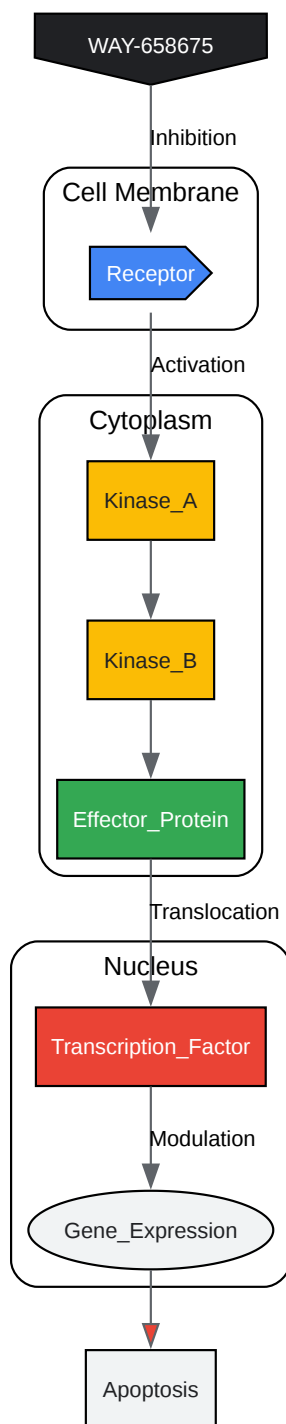 WAY-658675
Inhibition
Cell Membrane
Receptor
Activation
Cytoplasm
Kinase_A
Kinase_B
Effector_Protein
Translocation
Nucleus
Transcription_Factor
Modulation
Gene_Expression
Apoptosis